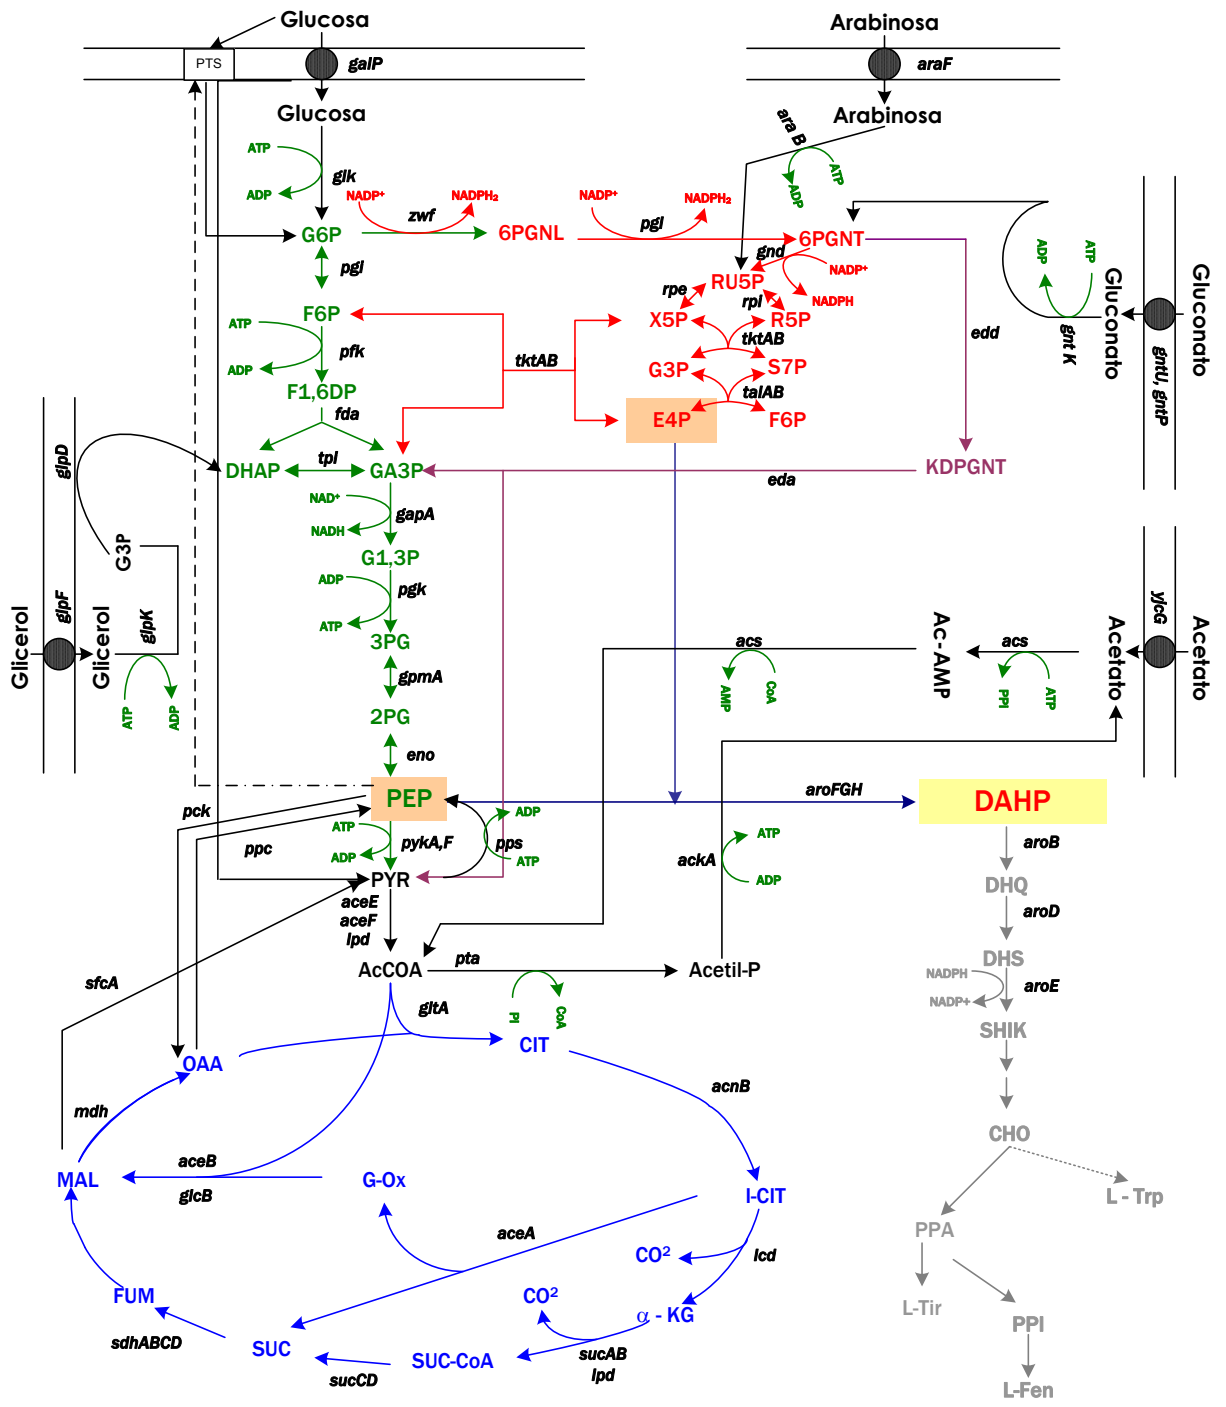 Glucosa
Arabinosa
PTS
galP
araF
Glucosa
Arabinosa
ara B
ATP
ADP
glk
ATP
ADP
NADP+
zwf
NADPH₂
NADP+
pgl
NADPH₂
G6P
6PGNL
6PGNT
gnd
NADP+
NADPH
pgi
RU5P
rpe
rpi
ADP
ATP
Gluconato
Gluconato
gnt K
gntU, gntP
edd
F6P
X5P
R5P
ATP
ADP
pfk
tktAB
tktAB
G3P
S7P
talAB
F1,6DP
fda
E4P
F6P
glpD
DHAP
tpi
GA3P
eda
KDPGNT
NAD+
NADH
gapA
G1,3P
G3P
ADP
ATP
pgk
glpF
glpK
Glicerol
Glicerol
ATP
ADP
3PG
gpmA
2PG
eno
acs
AMP
CoA
Ac-AMP
acs
PPI
ATP
yjcG
Acetato
Acetato
PEP
aroFGH
DAHP
pck
ppc
ATP
ADP
pykA,F
pps
ADP
ATP
ackA
ATP
ADP
aroB
PYR
aceE
aceF
lpd
DHQ
aroD
AcCOA
pta
PI
CoA
Acetil-P
DHS
NADPH
NADP+
aroE
sfcA
gltA
SHIK
OAA
CIT
mdh
acnB
CHO
MAL
aceB
glcB
G-Ox
I-CIT
L - Trp
aceA
CO²
icd
PPA
FUM
CO²
α - KG
L-Tir
sdhABCD
SUC
sucCD
SUC-CoA
sucAB
lpd
PPI
L-Fen